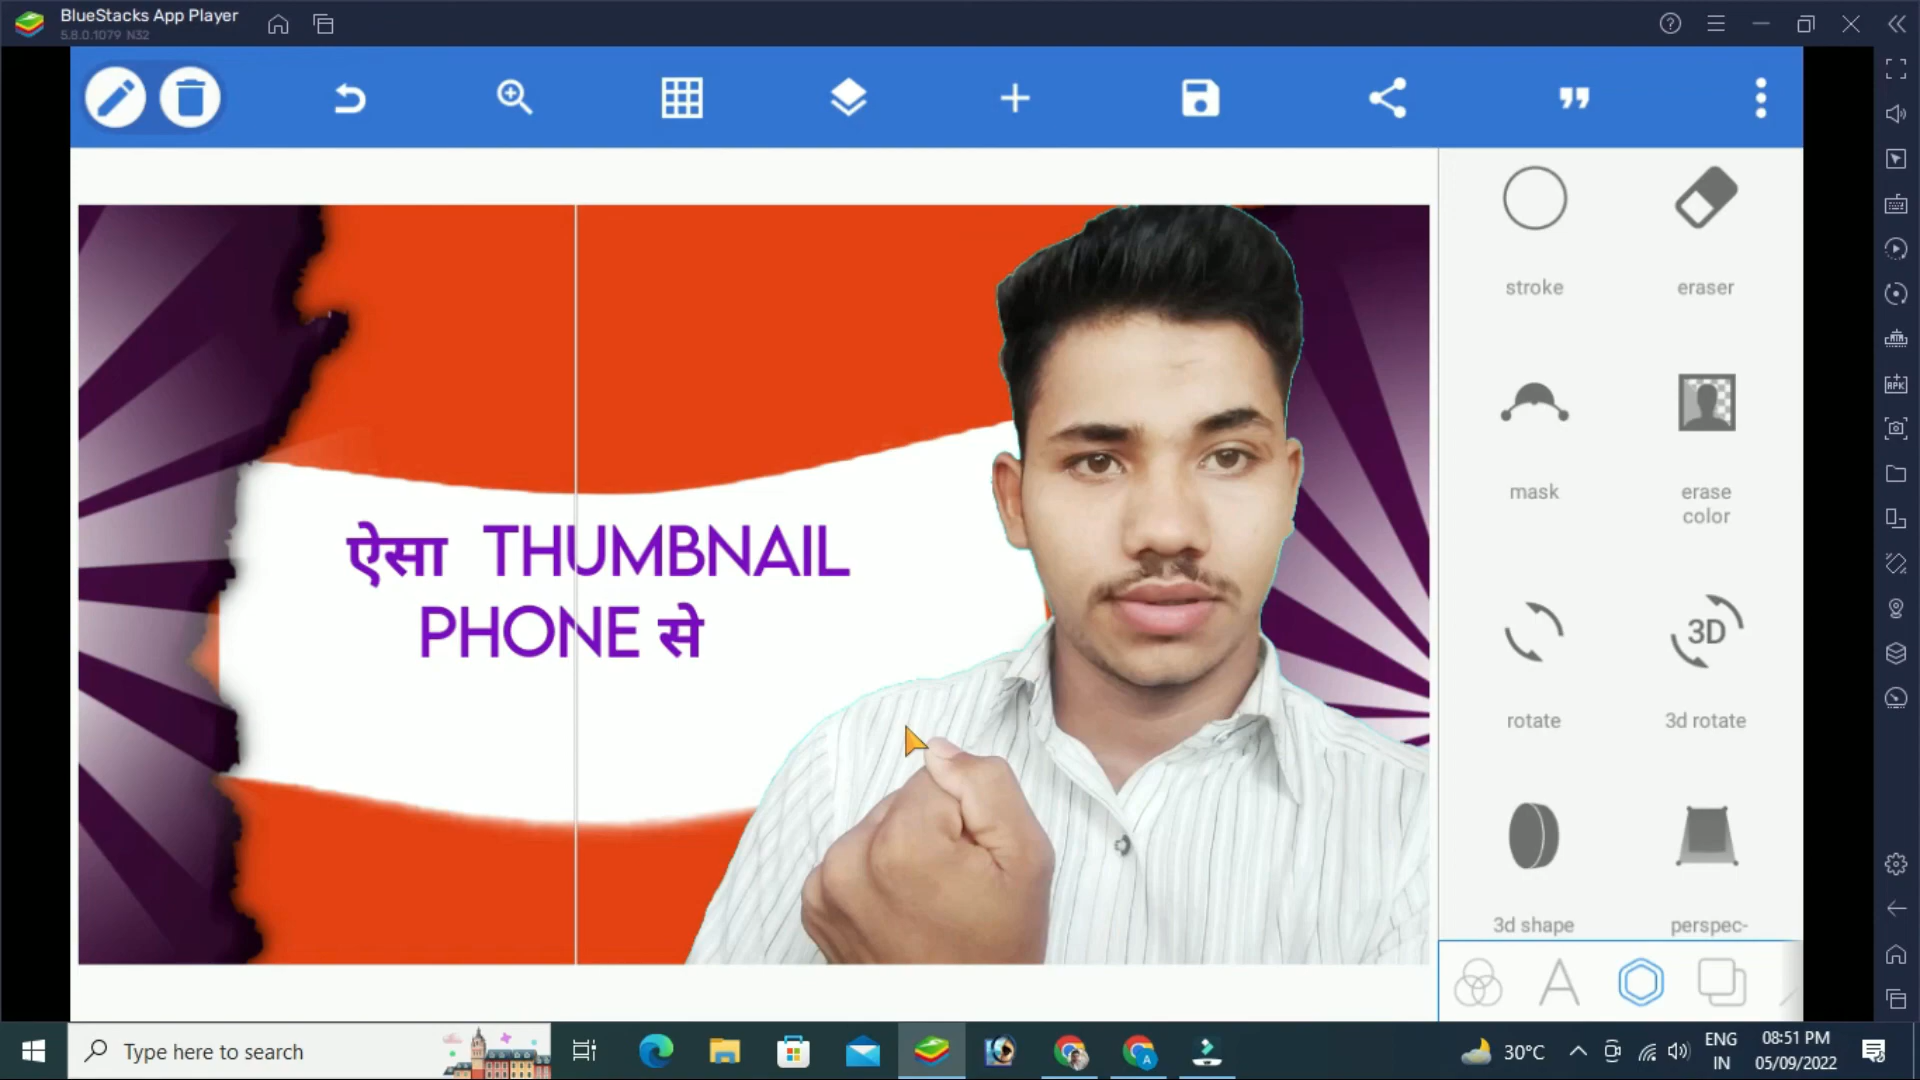 BlueStacks App Player
5.8.0.1079 N32
stroke
eraser
mask
erase
color
ऐसा THUMBNAIL
PHONE से
rotate
3D
3d rotate
3d shape
perspec-
A
Type here to search
A
30°C
ENG
IN
08:51 PM
05/09/2022